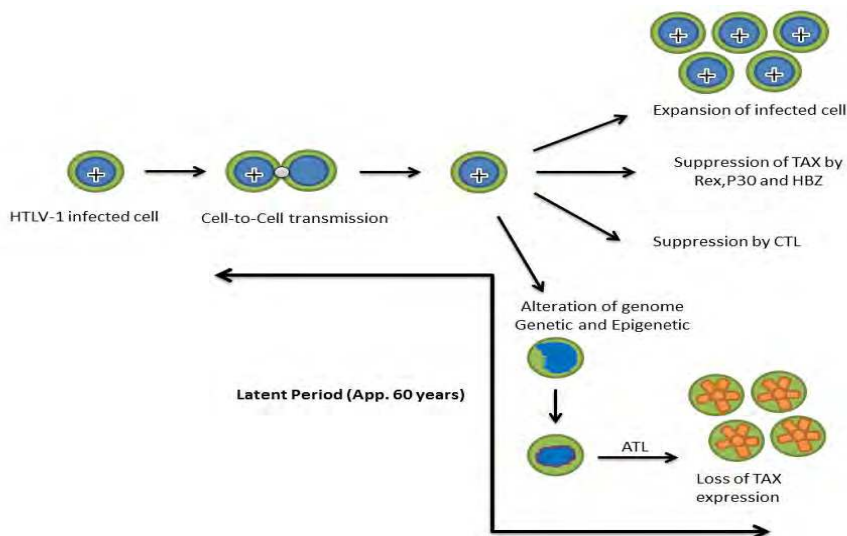 Expansion of infected cell
Suppression of TAX by
Rex,P30 and HBZ
HTLV-1 infected cell
Cell-to-Cell transmission
Suppression by CTL
Alteration of genome
Genetic and Epigenetic
Latent Period (App. 60 years)
ATL
Loss of TAX
expression